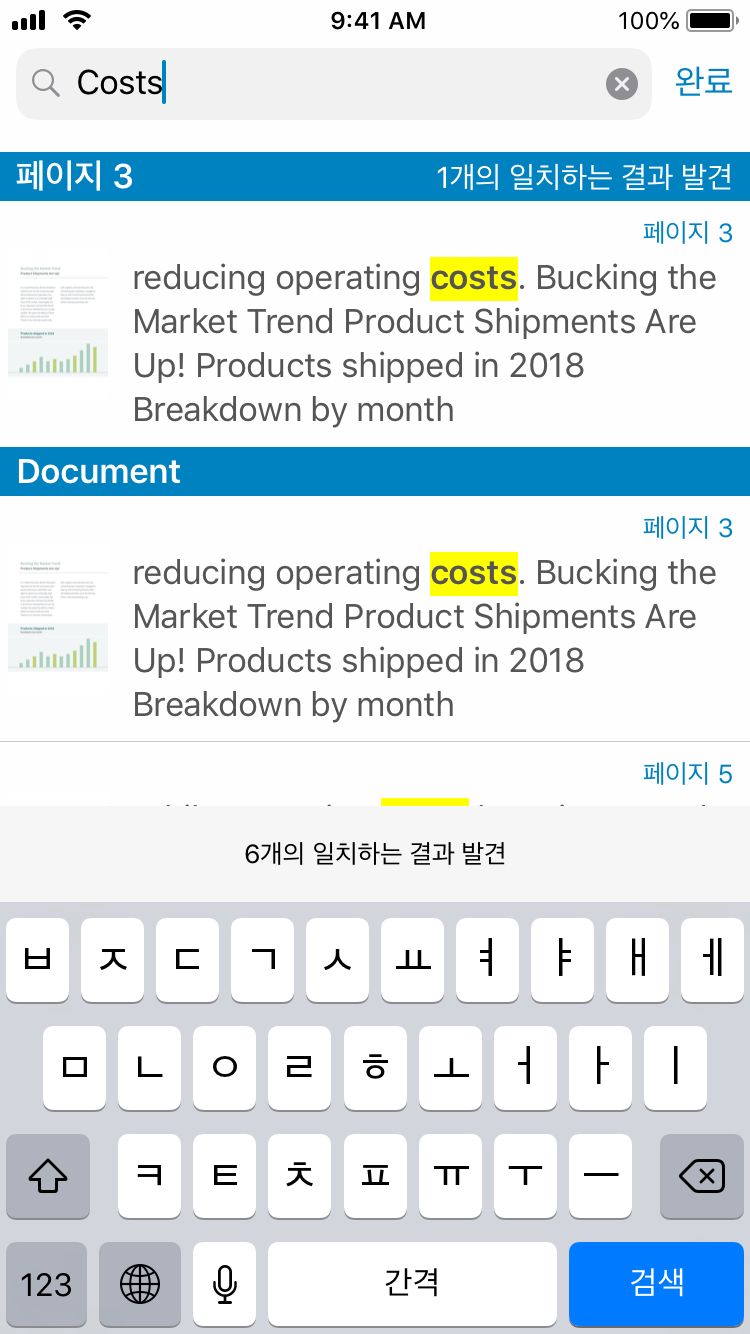 9:41 AM 100%
Costs 완료
페이지 3 1개의 일치하는 결과 발견
페이지 3
reducing operating costs. Bucking the
Market Trend Product Shipments Are
Up! Products shipped in 2018
Breakdown by month
Document
페이지 3
reducing operating costs. Bucking the
Market Trend Product Shipments Are
Up! Products shipped in 2018
Breakdown by month
페이지 5
6개의 일치하는 결과 발견
ㅂ ㅈ ㄷ ㄱ ㅅ ㅛ ㅕ ㅑ ㅐ ㅔ
ㅁ ㄴ ㅇ ㄹ ㅎ ㅗ ㅓ ㅏ ㅣ
ㅋ ㅌ ㅊ ㅍ ㅠ ㅜ ㅡ
123 간격 검색